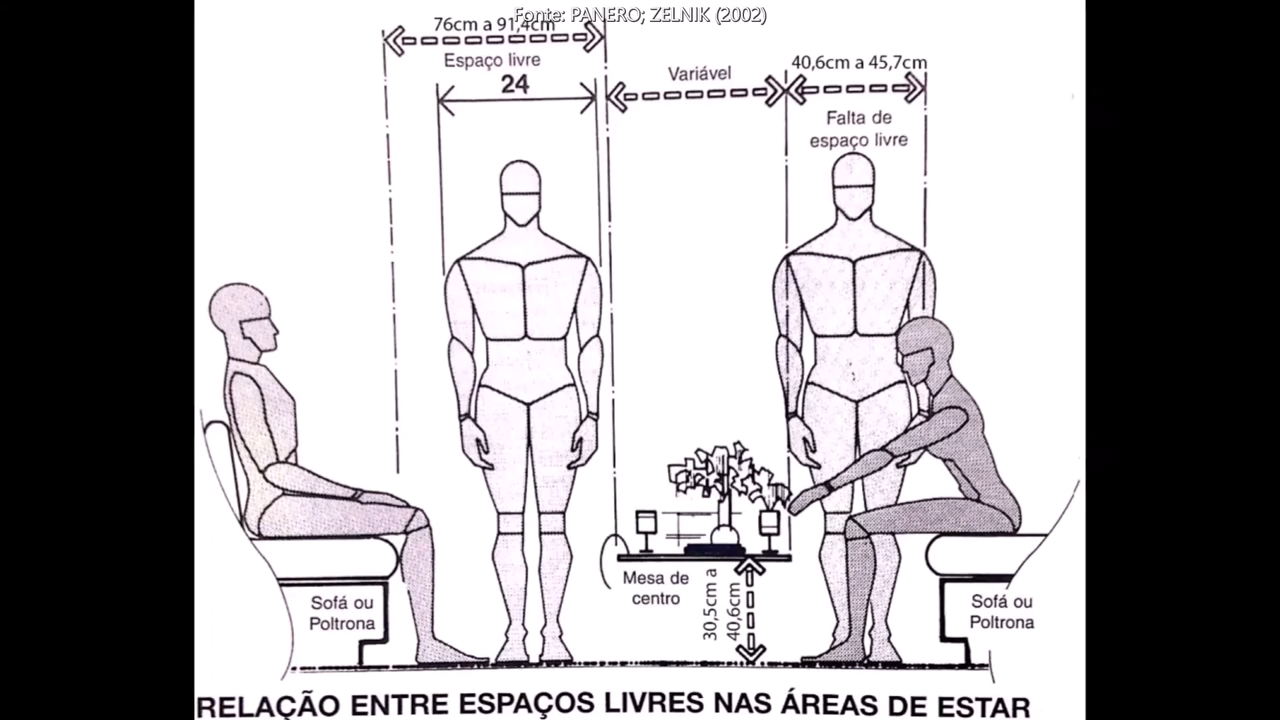 Fonte: PANERO; ZELNIK (2002)
76cm a 91,4cm
Espaço livre
24
Variável
40,6cm a 45,7cm
Falta de
espaço livre
Mesa de
centro
30,5cm a
40,6cm
Sofá ou
Poltrona
Sofá ou
Poltrona
RELAÇÃO ENTRE ESPAÇOS LIVRES NAS ÁREAS DE ESTAR